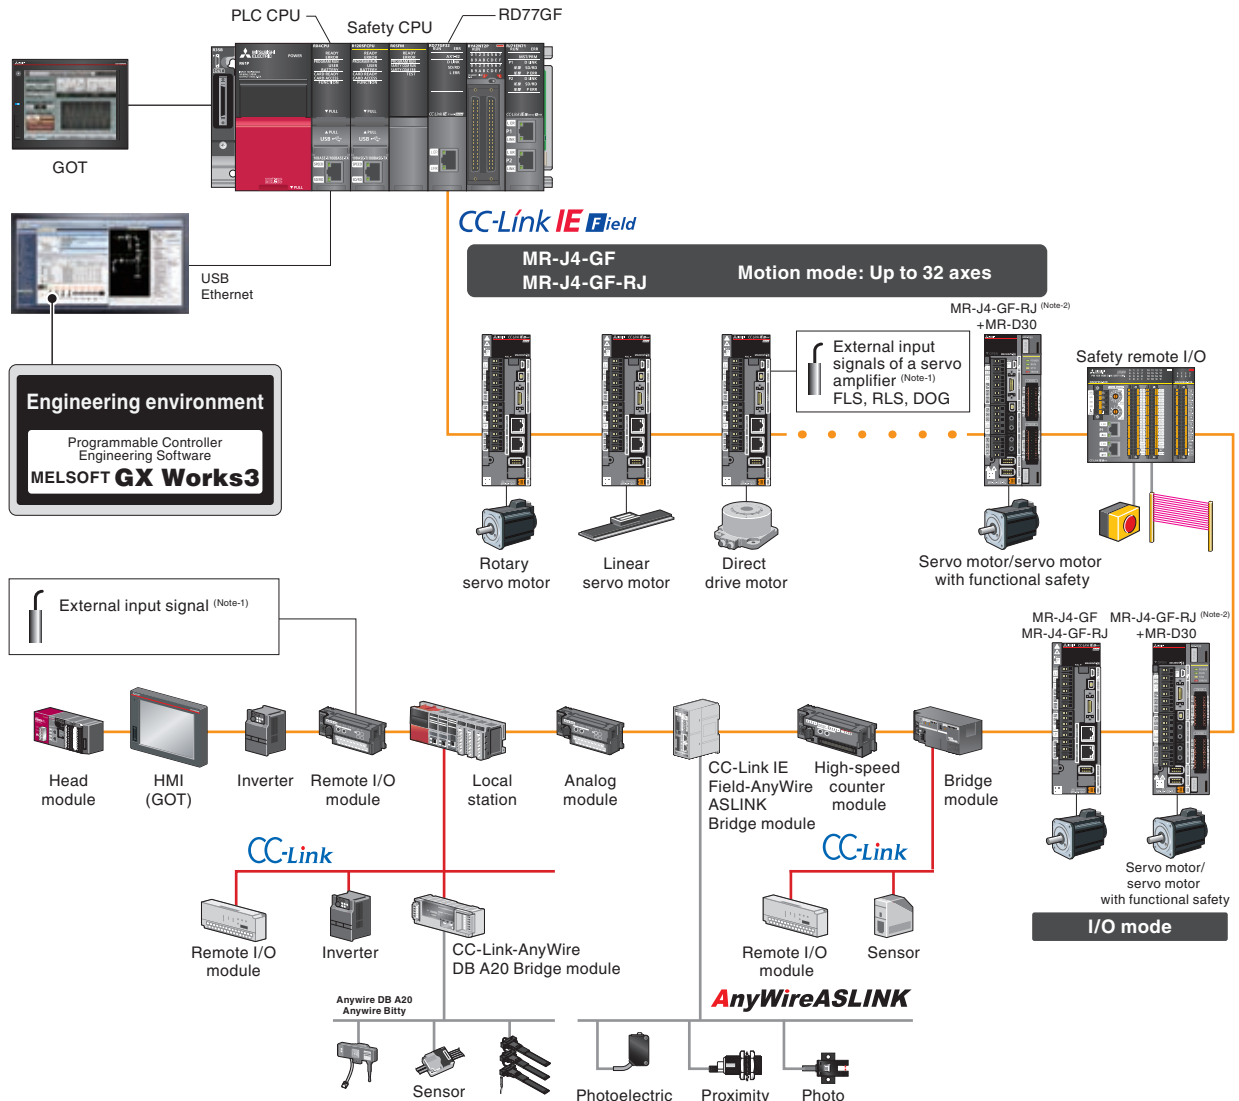 PLC CPU
Safety CPU
RD77GF
MITSUBISHI ELECTRIC
POWER
GOT
CC-Link IE Field
MR-J4-GF
MR-J4-GF-RJ
Motion mode: Up to 32 axes
USB
Ethernet
MR-J4-GF-RJ (Note-2)
+MR-D30
External input
signals of a servo
amplifier (Note-1)
FLS, RLS, DOG
Safety remote I/O
Engineering environment
Programmable Controller
Engineering Software
MELSOFT GX Works3
Rotary
servo motor
Linear
servo motor
Direct
drive motor
Servo motor/servo motor
with functional safety
External input signal (Note-1)
MR-J4-GF
MR-J4-GF-RJ
MR-J4-GF-RJ (Note-2)
+MR-D30
Head
module
HMI
(GOT)
Inverter
Remote I/O
module
Local
station
Analog
module
CC-Link IE
Field-AnyWire
ASLINK
Bridge module
High-speed
counter
module
Bridge
module
CC-Link
CC-Link
Servo motor/
servo motor
with functional safety
I/O mode
Remote I/O
module
Inverter
CC-Link-AnyWire
DB A20 Bridge module
Remote I/O
module
Sensor
Anywire DB A20
Anywire Bitty
AnyWireASLINK
Sensor
Photoelectric
Proximity
Photo